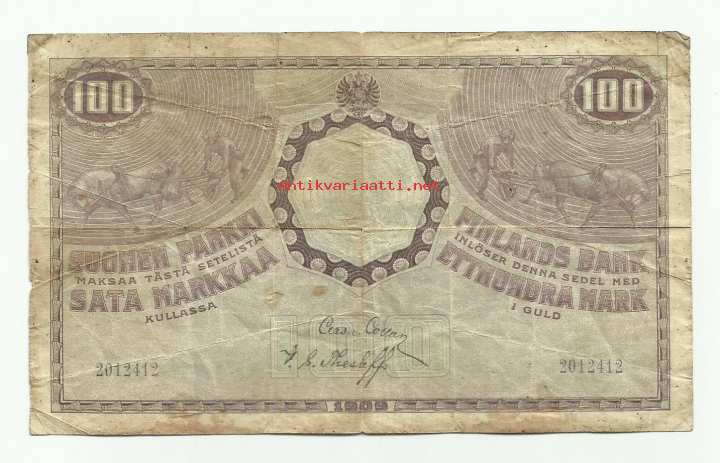 100
100
Antikvariaatti.net
SUOMEN PANKKI
MAKSAA TÄSTÄ SETELISTÄ
SATA MARKKAA
KULLASSA
FINLANDS BANK
INLÖSER DENNA SEDEL MED
ETTHUNDRA MARK
I GULD
100
2012412
2012412
1909